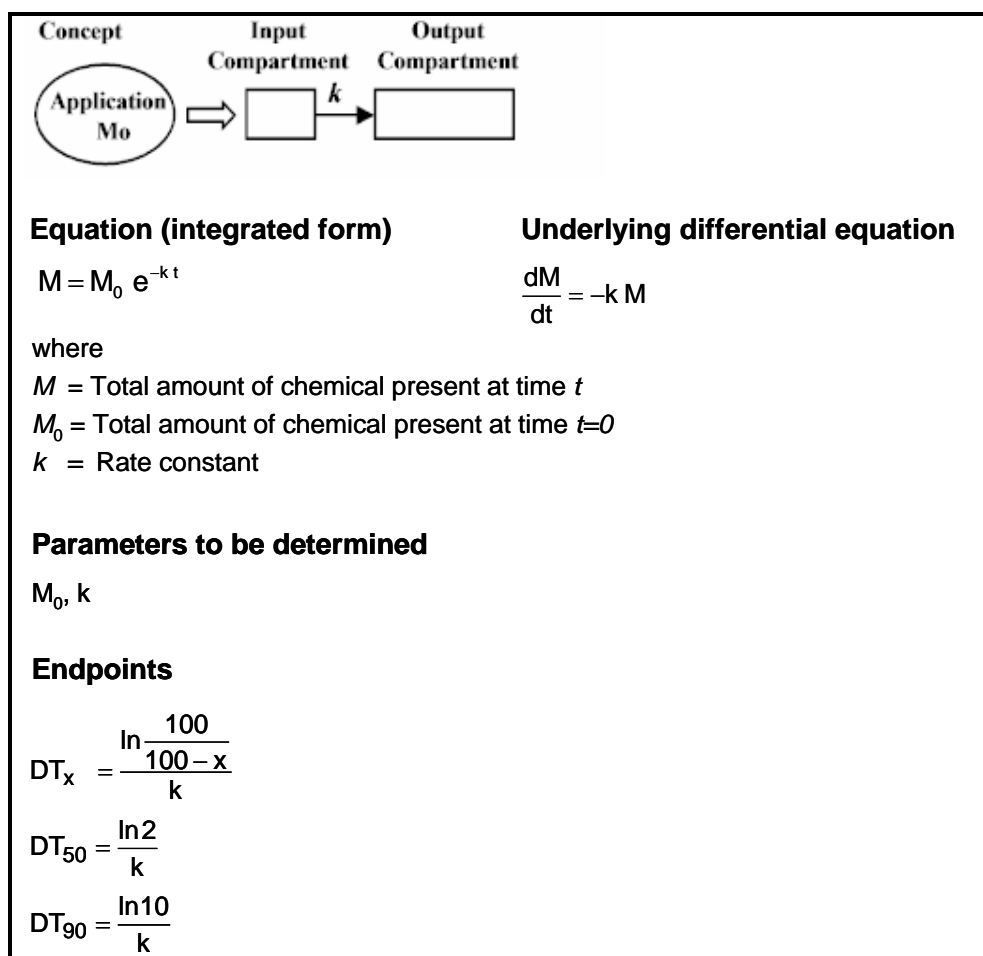 Concept Input Output
Compartment Compartment
Application
Mo
k
Equation (integrated form) Underlying differential equation
M = M₀ e^(−k t) dM/dt = −k M
where
M = Total amount of chemical present at time t
M₀ = Total amount of chemical present at time t=0
k = Rate constant
Parameters to be determined
M₀, k
Endpoints
DTₓ = ln (100/(100 − x)) / k
DT₅₀ = ln2 / k
DT₉₀ = ln10 / k